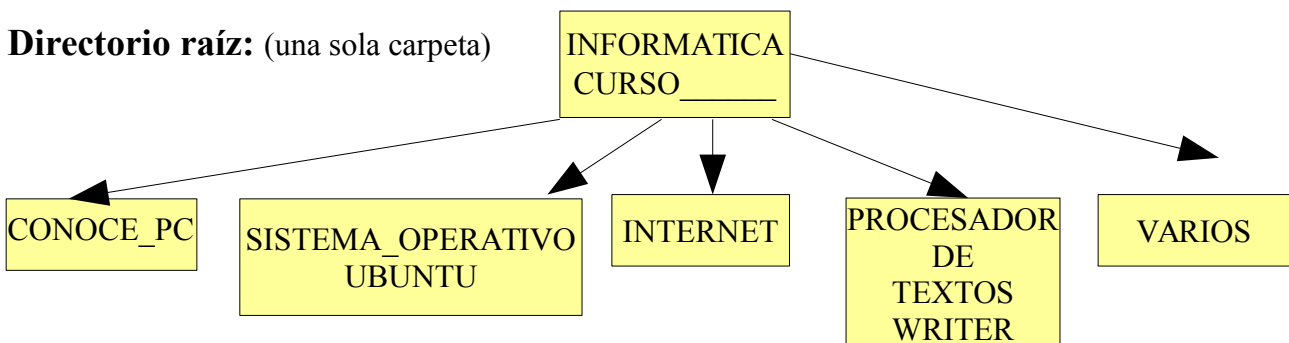 Directorio raíz: (una sola carpeta)
INFORMATICA
CURSO______
CONOCE_PC
SISTEMA_OPERATIVO
UBUNTU
INTERNET
PROCESADOR
DE
TEXTOS
WRITER
VARIOS